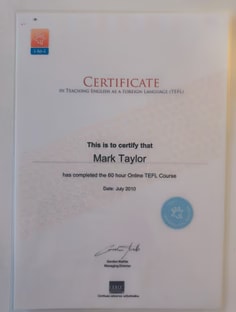 CERTIFICATE
IN TEACHING ENGLISH AS A FOREIGN LANGUAGE (TEFL)
This is to certify that
Mark Taylor
has completed the 60 hour Online TEFL Course
Date: July 2010
Managing Director